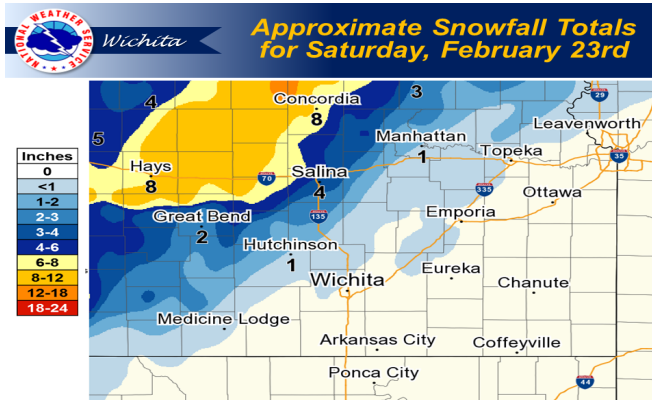 NATIONAL WEATHER SERVICE
Wichita
Approximate Snowfall Totals
for Saturday, February 23rd
Inches
0
<1
1-2
2-3
3-4
4-6
6-8
8-12
12-18
18-24
4
Concordia
8
3
29
5
Manhattan
1
Leavenworth
Topeka
35
Hays
8
70
Salina
4
335
Ottawa
Great Bend
2
135
Emporia
Hutchinson
1
Wichita
Eureka
Chanute
Medicine Lodge
Arkansas City
Coffeyville
Ponca City
44